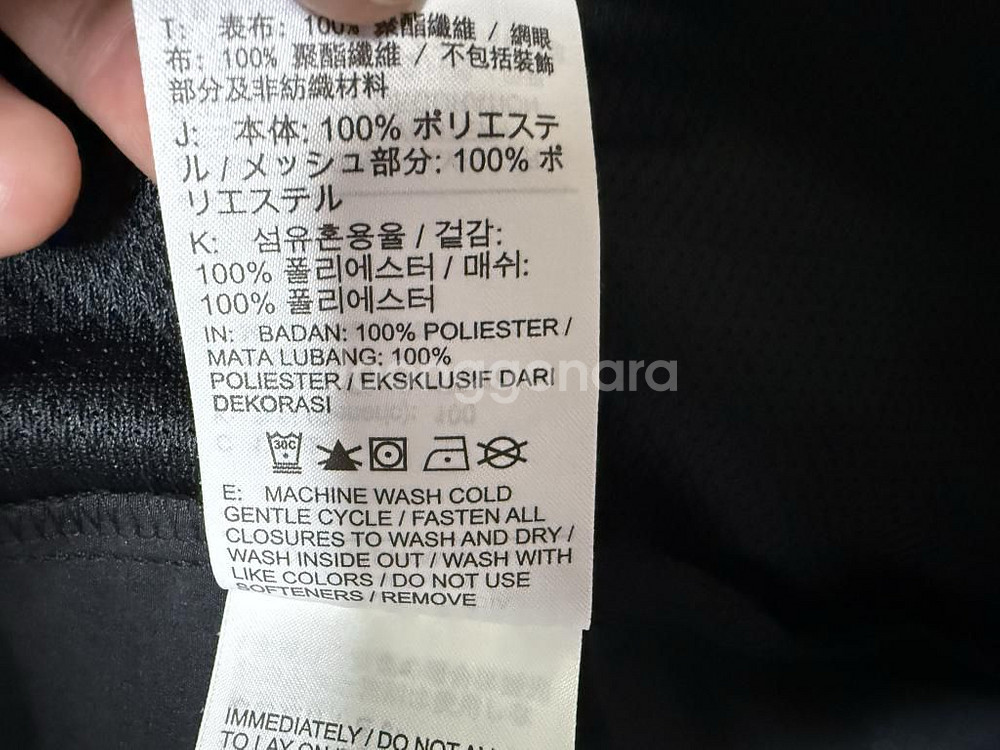 T: 表布: 100% 聚酯纖維 / 網眼
布: 100% 聚酯纖維 / 不包括裝飾
部分及非紡織材料
J: 本体: 100% ポリエステ
ル / メッシュ部分: 100% ポ
リエステル
K: 섬유혼용율 / 겉감:
100% 폴리에스터 / 매쉬:
100% 폴리에스터
IN: BADAN: 100% POLIESTER /
MATA LUBANG: 100%
POLIESTER / EKSKLUSIF DARI
DEKORASI
ggonara
30C
E: MACHINE WASH COLD
GENTLE CYCLE / FASTEN ALL
CLOSURES TO WASH AND DRY /
WASH INSIDE OUT / WASH WITH
LIKE COLORS / DO NOT USE
SOFTENERS / REMOVE
IMMEDIATELY / DO NOT
TO LAY ON